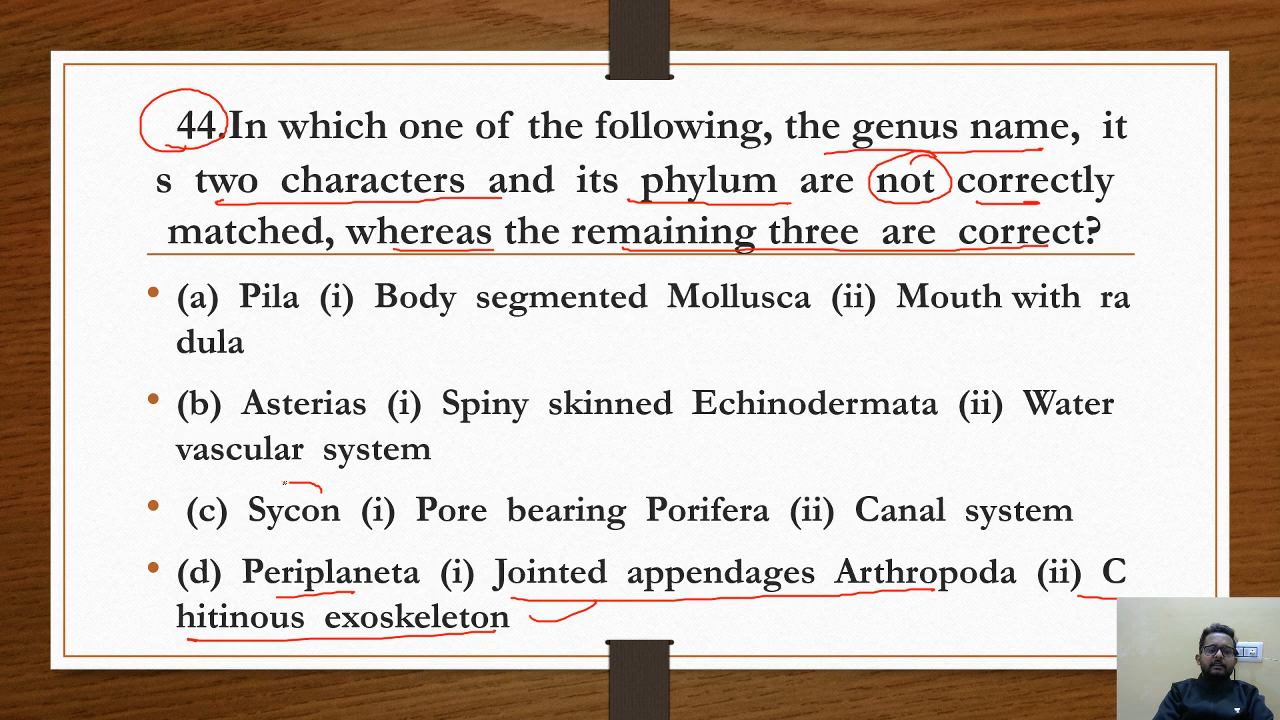 44.In which one of the following, the genus name, it
s two characters and its phylum are not correctly
matched, whereas the remaining three are correct?
• (a) Pila (i) Body segmented Mollusca (ii) Mouth with ra
dula
• (b) Asterias (i) Spiny skinned Echinodermata (ii) Water
vascular system
• (c) Sycon (i) Pore bearing Porifera (ii) Canal system
• (d) Periplaneta (i) Jointed appendages Arthropoda (ii) C
hitinous exoskeleton